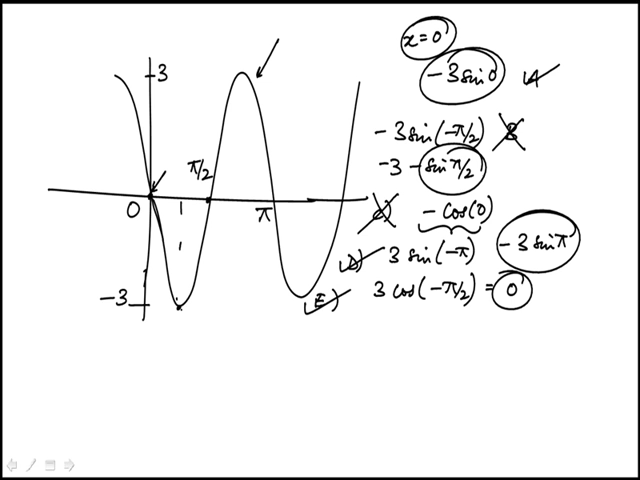 x=0
-3 sin 0 A
3
-3 sin(-π/2) B
π/2
-3 -sin π/2
0
1
π
C) -cos(0)
1
D) 3 sin(-π)
-3 sin π
-3
E) 3 cos(-π/2) = 0